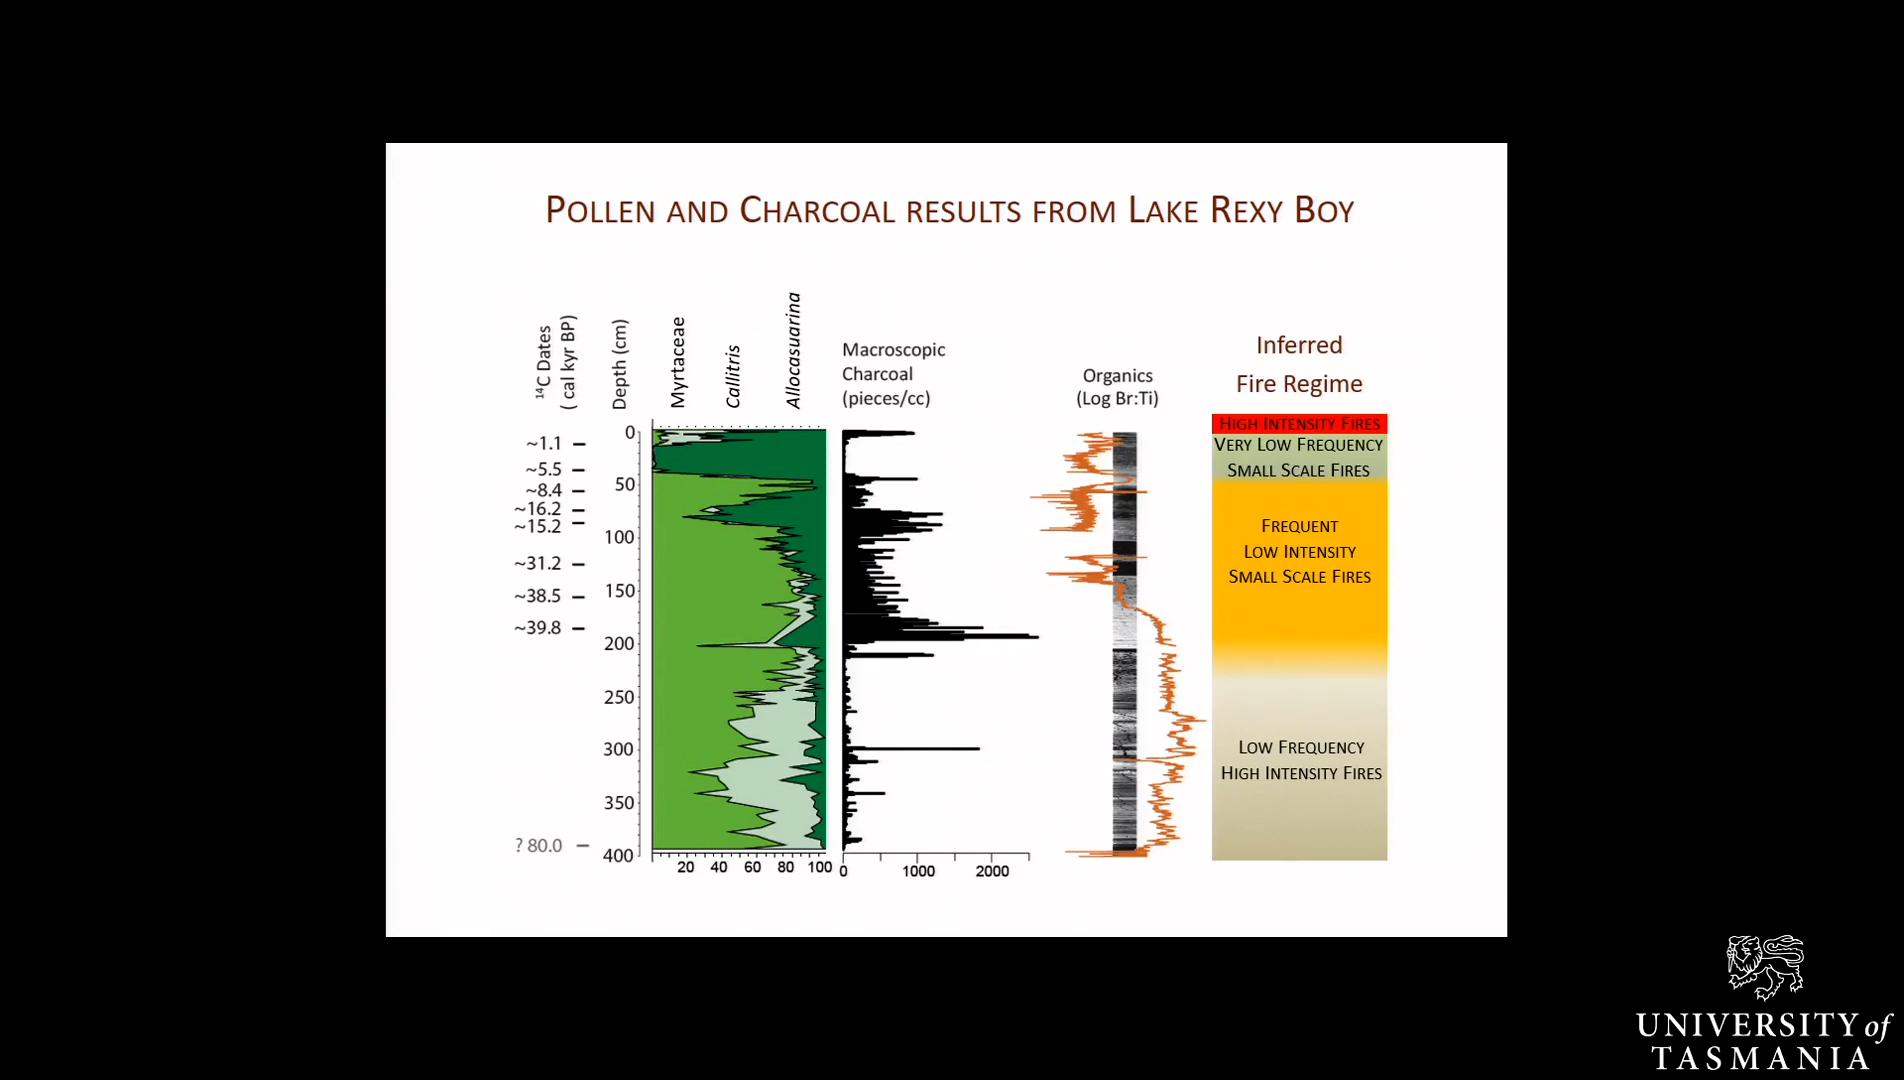 POLLEN AND CHARCOAL RESULTS FROM LAKE REXY BOY
14C Dates
( cal kyr BP)
Depth (cm)
Myrtaceae
Callitris
Allocasuarina
Macroscopic
Charcoal
(pieces/cc)
Organics
(Log Br:Ti)
Inferred
Fire Regime
~1.1
~5.5
~8.4
~16.2
~15.2
~31.2
~38.5
~39.8
? 80.0
0
50
100
150
200
250
300
350
400
20 40 60 80 100
0 1000 2000
HIGH INTENSITY FIRES
VERY LOW FREQUENCY
SMALL SCALE FIRES
FREQUENT
LOW INTENSITY
SMALL SCALE FIRES
LOW FREQUENCY
HIGH INTENSITY FIRES
UNIVERSITY of
TASMANIA